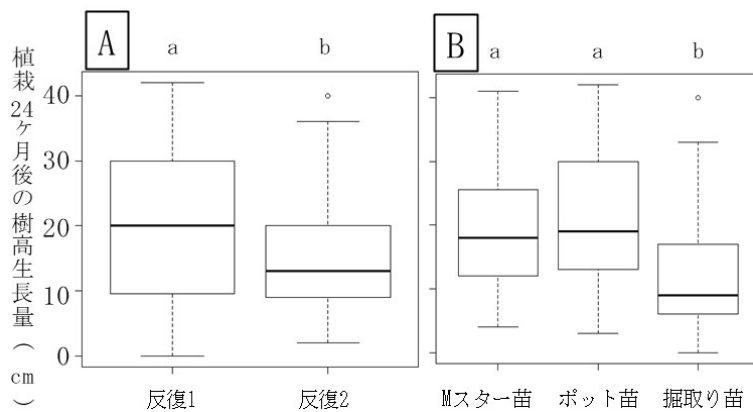 植栽24ヶ月後の樹高生長量(cm)
A
a
b
40
30
20
10
0
反復1
反復2
B
a
a
b
Mスター苗
ポット苗
掘取り苗